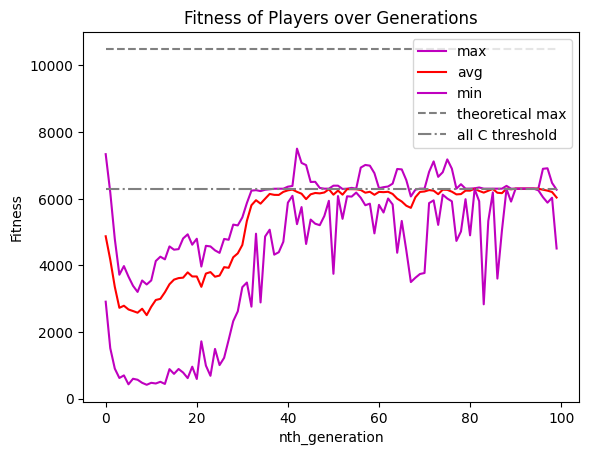 Fitness of Players over Generations
max
avg
min
theoretical max
all C threshold
Fitness
10000
8000
6000
4000
2000
0
0 20 40 60 80 100
nth_generation